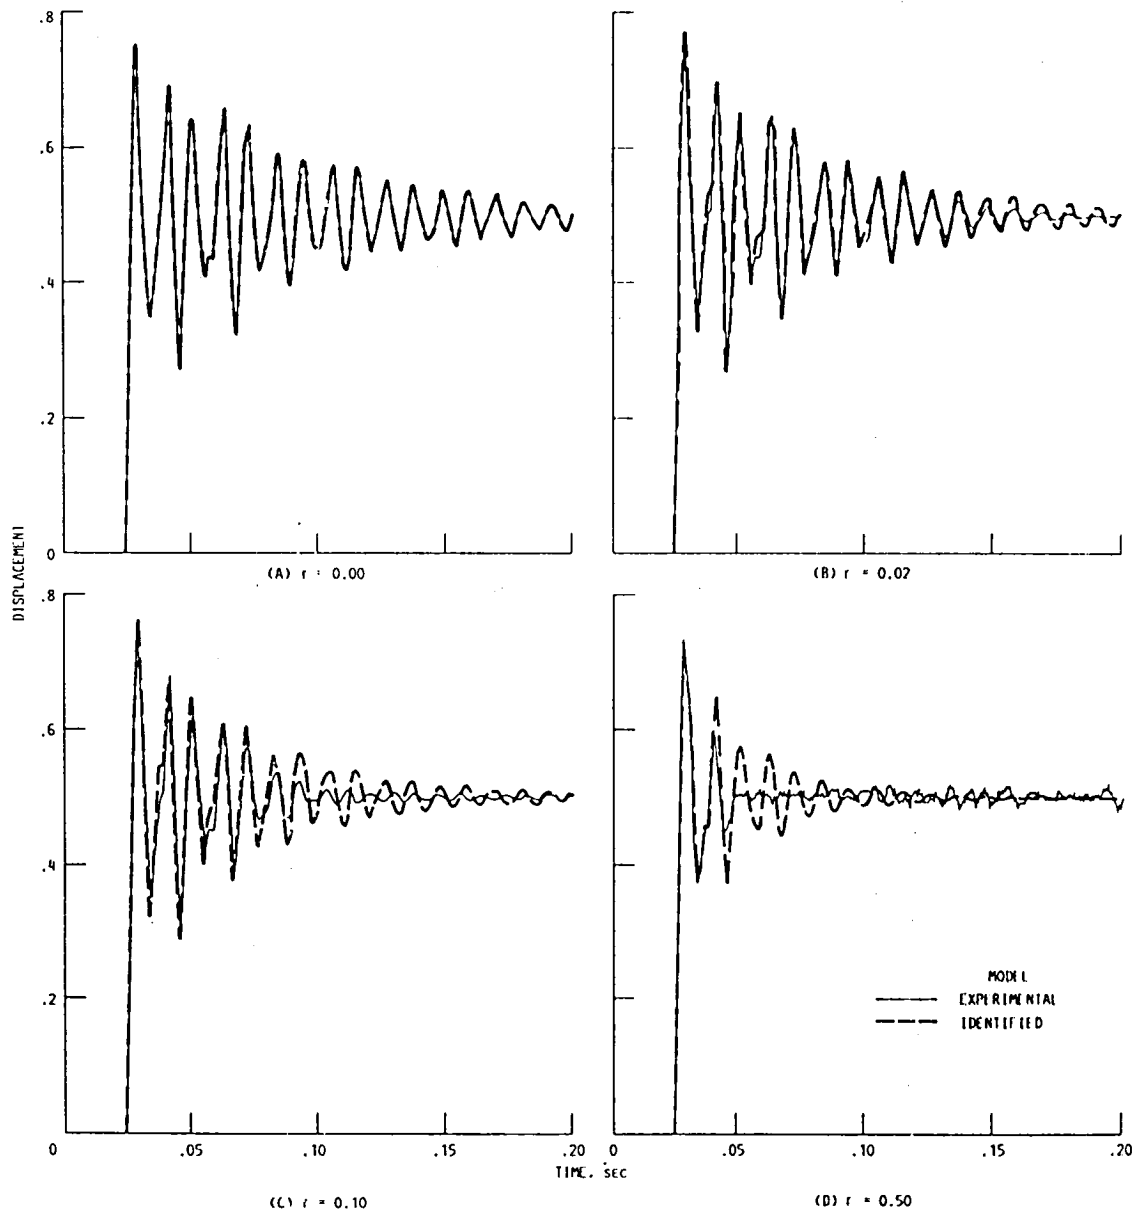 .8
.6
.4
.2
0
(A) r = 0.00
(B) r = 0.02
DISPLACEMENT
.8
.6
.4
.2
0
.05
.10
.15
.20
0
.05
.10
.15
.20
TIME, SEC
MODEL
EXPERIMENTAL
IDENTIFIED
(C) r = 0.10
(D) r = 0.50